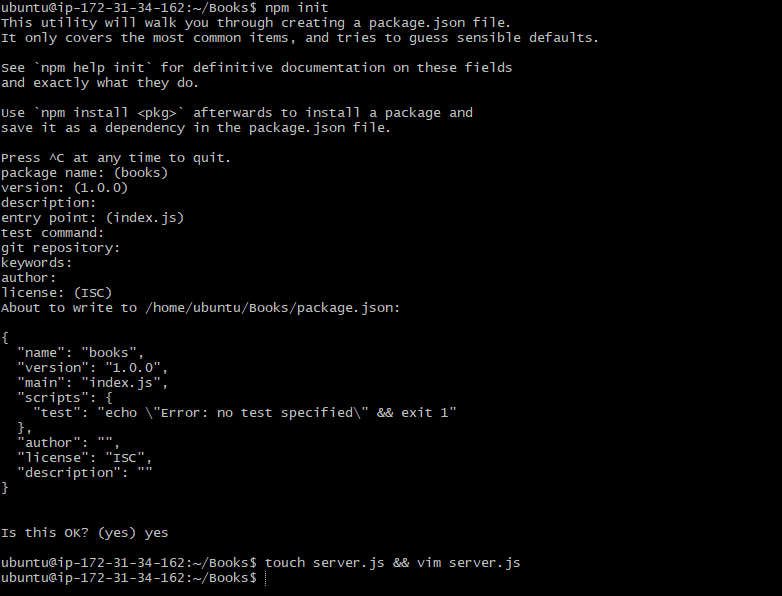 ubuntu@ip-172-31-34-162:~/Books$ npm init
This utility will walk you through creating a package.json file.
It only covers the most common items, and tries to guess sensible defaults.

See `npm help init` for definitive documentation on these fields
and exactly what they do.

Use `npm install <pkg>` afterwards to install a package and
save it as a dependency in the package.json file.

Press ^C at any time to quit.
package name: (books)
version: (1.0.0)
description:
entry point: (index.js)
test command:
git repository:
keywords:
author:
license: (ISC)
About to write to /home/ubuntu/Books/package.json:

{
  "name": "books",
  "version": "1.0.0",
  "main": "index.js",
  "scripts": {
    "test": "echo \"Error: no test specified\" && exit 1"
  },
  "author": "",
  "license": "ISC",
  "description": ""
}

Is this OK? (yes) yes

ubuntu@ip-172-31-34-162:~/Books$ touch server.js && vim server.js
ubuntu@ip-172-31-34-162:~/Books$